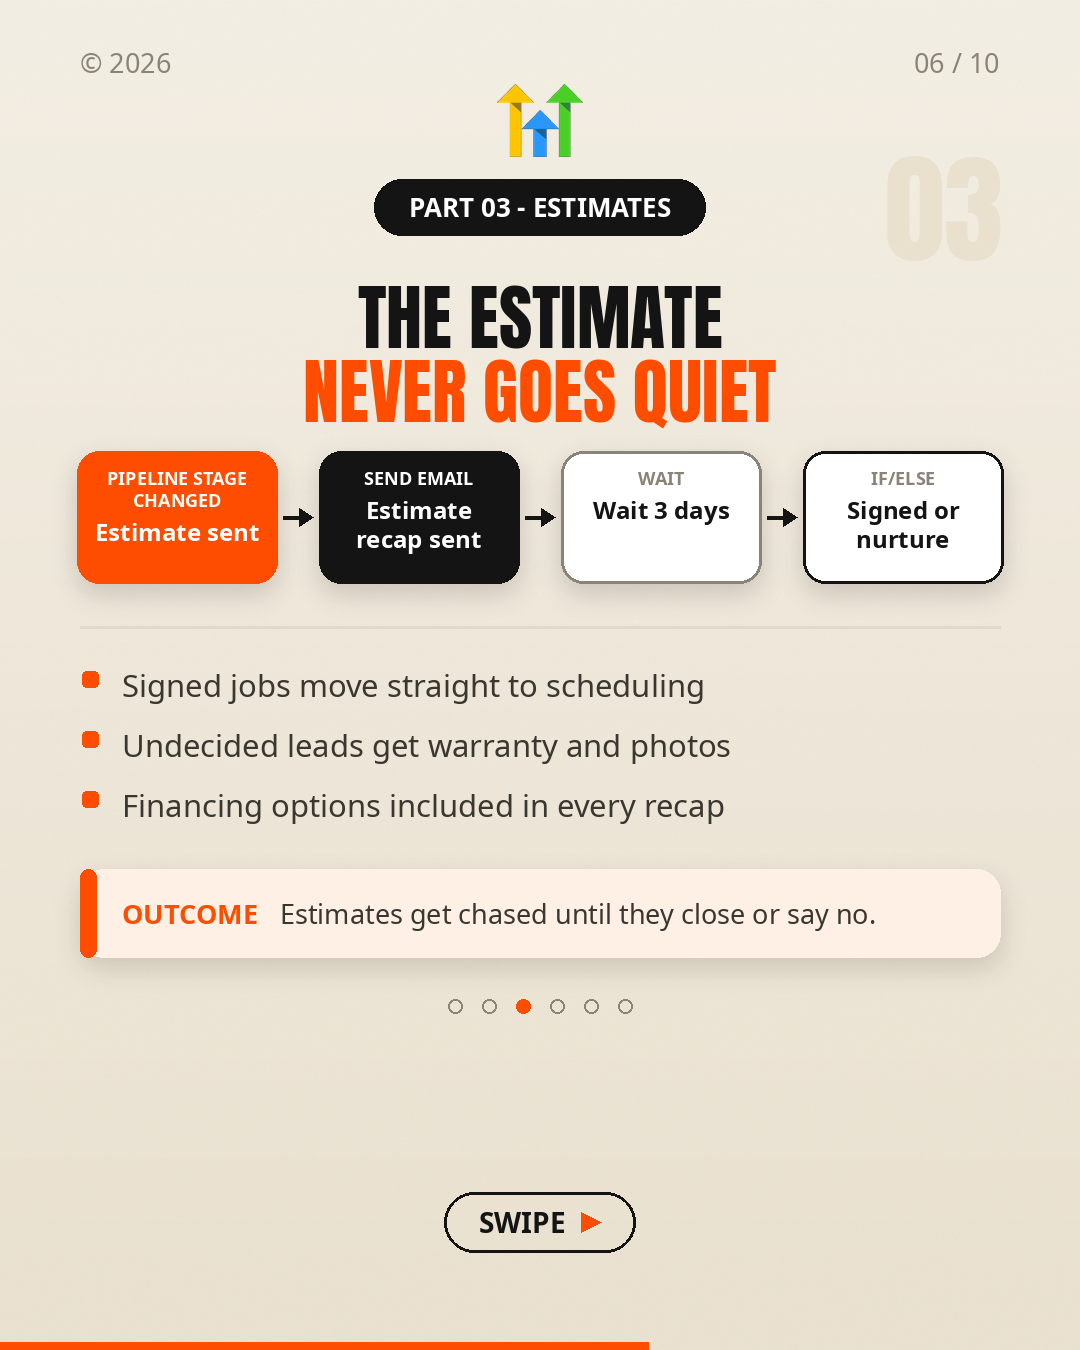 © 2026
06 / 10
PART 03 - ESTIMATES
03
THE ESTIMATE
NEVER GOES QUIET
PIPELINE STAGE
CHANGED
Estimate sent
SEND EMAIL
Estimate
recap sent
WAIT
Wait 3 days
IF/ELSE
Signed or
nurture
Signed jobs move straight to scheduling
Undecided leads get warranty and photos
Financing options included in every recap
OUTCOME Estimates get chased until they close or say no.
SWIPE